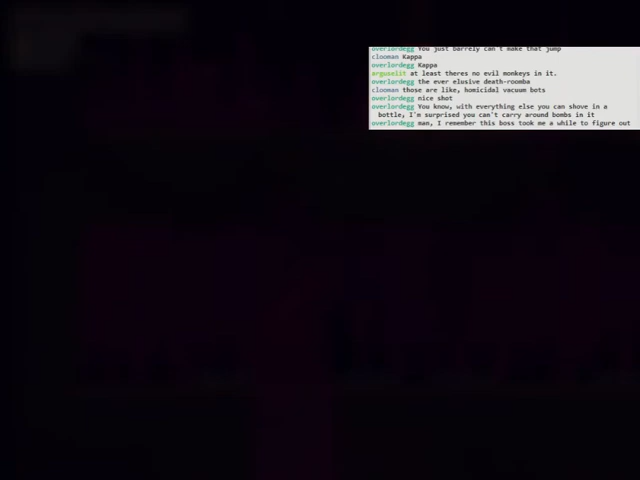 overlordegg You just barrely can't make that jump
clooman Kappa
overlordegg Kappa
arguselit at least theres no evil monkeys in it.
overlordegg the ever elusive death-roomba
clooman those are like, homicidal vacuum bots
overlordegg nice shot
overlordegg You know, with everything else you can shove in a
bottle, I'm surprised you can't carry around bombs in it
overlordegg man, I remember this boss took me a while to figure out